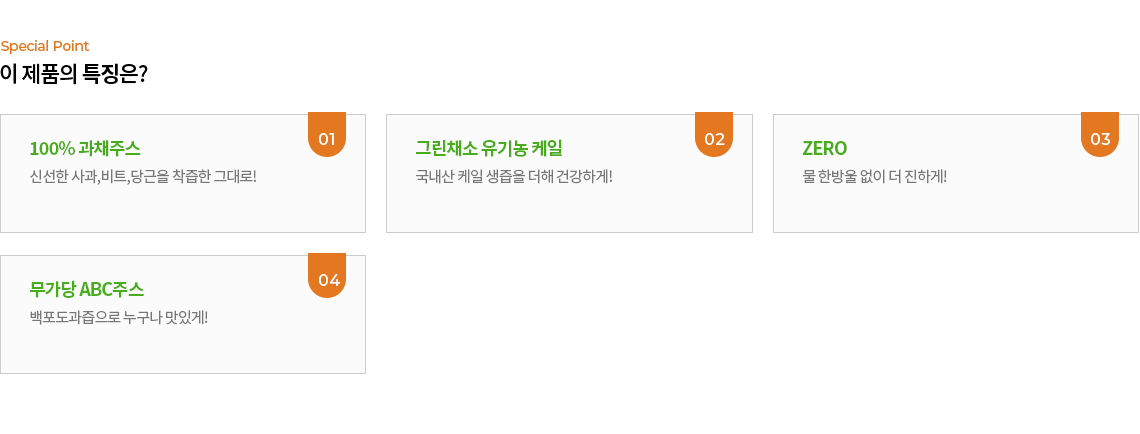 Special Point
이 제품의 특징은?
01
100% 과채주스
신선한 사과,비트,당근을 착즙한 그대로!
02
그린채소 유기농 케일
국내산 케일 생즙을 더해 건강하게!
03
ZERO
물 한방울 없이 더 진하게!
04
무가당 ABC주스
백포도과즙으로 누구나 맛있게!